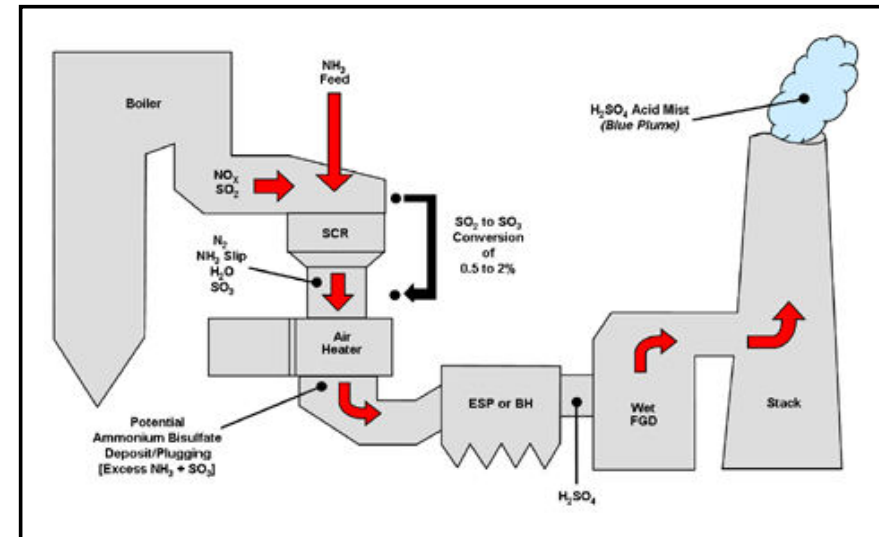 Boiler
NH₃
Feed
H₂SO₄ Acid Mist
(Blue Plume)
NOX
SO₂
SCR
SO₂ to SO₃
Conversion
of
0.5 to 2%
N₂
NH₃ Slip
H₂O
SO₃
Air
Heater
Potential
Ammonium Bisulfate
Deposit/Plugging
[Excess NH₃ + SO₃]
ESP or BH
H₂SO₄
Wet
FGD
Stack